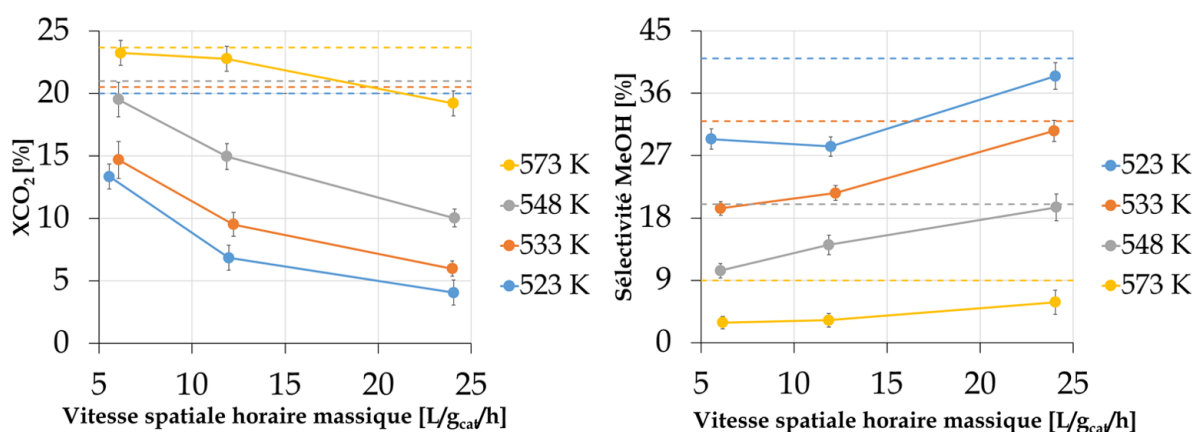 25
20
15
10
5
0
XCO₂ [%]
5 10 15 20 25
Vitesse spatiale horaire massique [L/g_cat/h]
573 K
548 K
533 K
523 K
45
36
27
18
9
0
Sélectivité MeOH [%]
5 10 15 20 25
Vitesse spatiale horaire massique [L/g_cat/h]
523 K
533 K
548 K
573 K